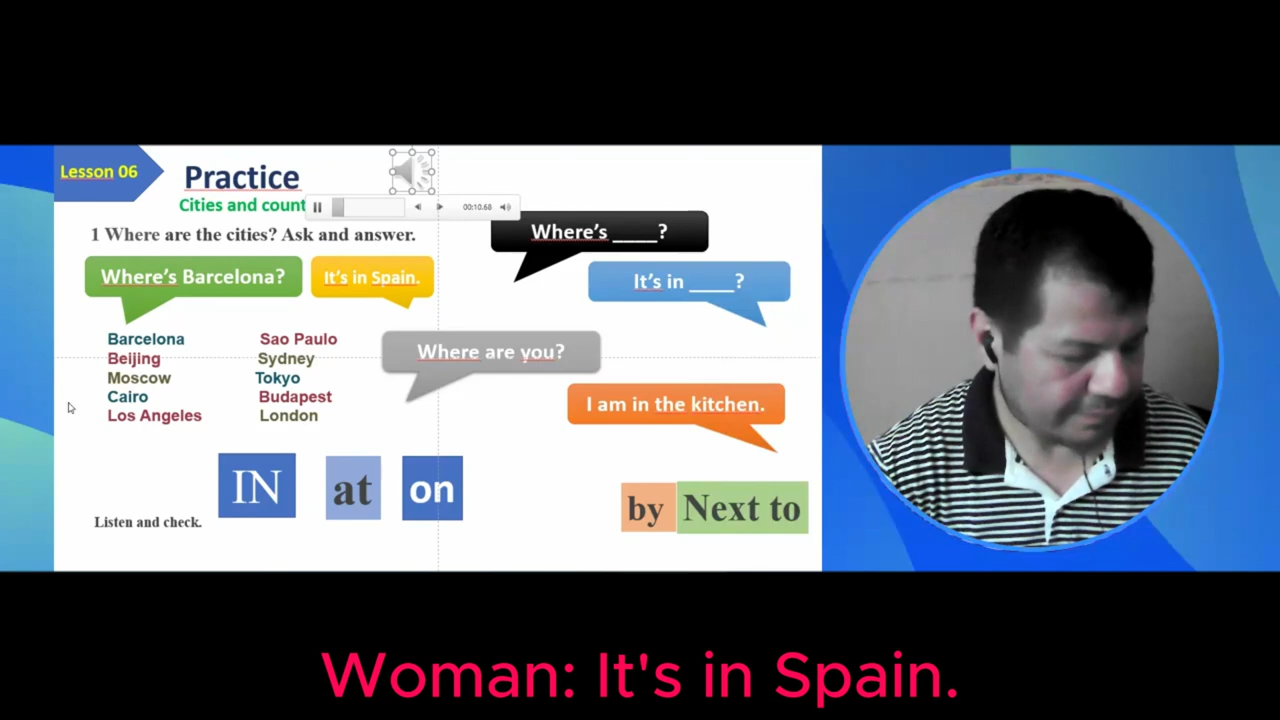 Lesson 06
Practice
Cities and count
00:10.68
1 Where are the cities? Ask and answer.
Where's ____?
Where's Barcelona?
It's in Spain.
It's in ____?
Barcelona
Sao Paulo
Beijing
Sydney
Moscow
Tokyo
Cairo
Budapest
Los Angeles
London
Where are you?
I am in the kitchen.
IN
at
on
by
Next to
Listen and check.
Woman: It's in Spain.